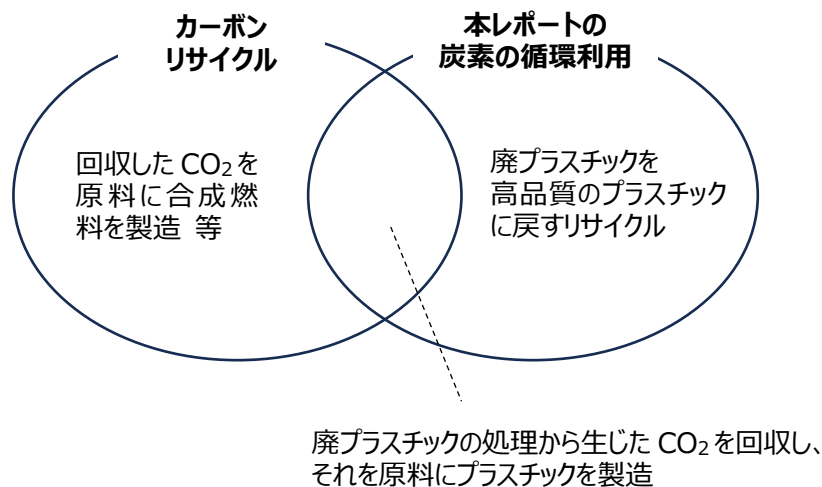 カーボン
リサイクル
本レポートの
炭素の循環利用
回収した CO₂を
原料に合成燃
料を製造 等
廃プラスチックを
高品質のプラスチック
に戻すリサイクル
廃プラスチックの処理から生じた CO₂を回収し、
それを原料にプラスチックを製造